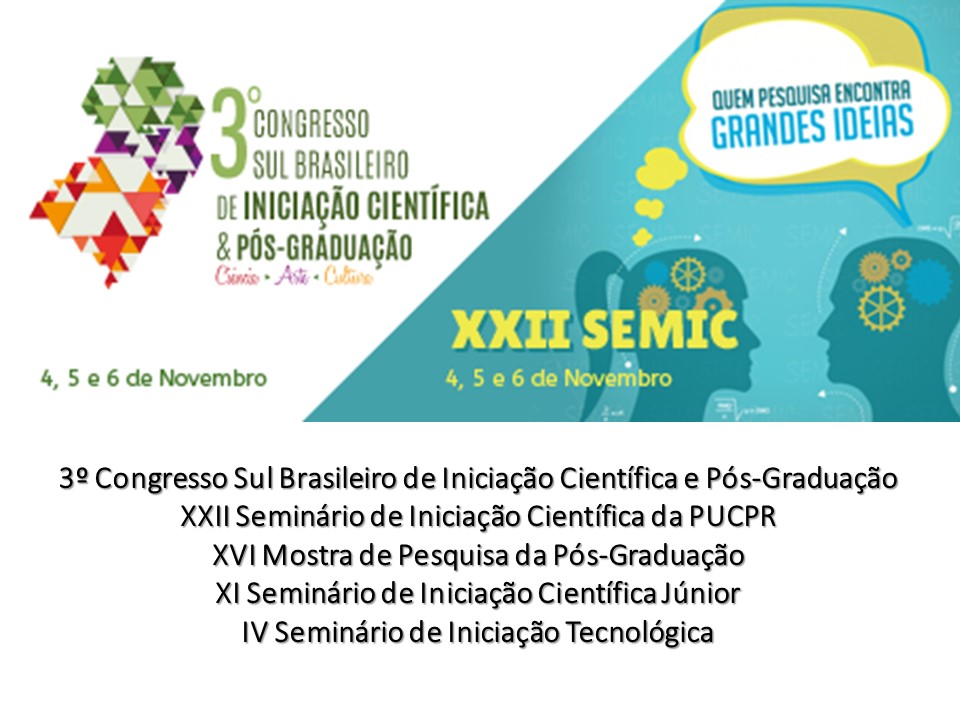 3º CONGRESSO
SUL BRASILEIRO
DE INICIAÇÃO CIENTÍFICA
& PÓS-GRADUAÇÃO
Ciência • Arte • Cultura
4, 5 e 6 de Novembro
QUEM PESQUISA ENCONTRA
GRANDES IDEIAS
XXII SEMIC
4, 5 e 6 de Novembro
3º Congresso Sul Brasileiro de Iniciação Científica e Pós-Graduação
XXII Seminário de Iniciação Científica da PUCPR
XVI Mostra de Pesquisa da Pós-Graduação
XI Seminário de Iniciação Científica Júnior
IV Seminário de Iniciação Tecnológica